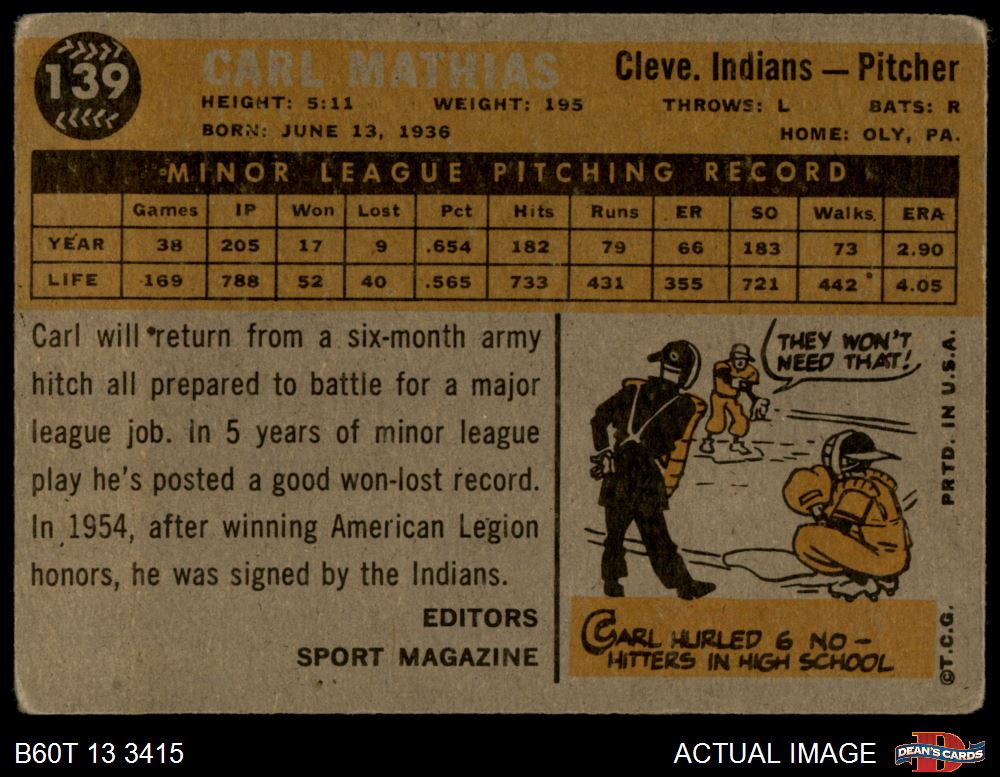 139
CARL MATHIAS
Cleve. Indians — Pitcher
HEIGHT: 5:11 WEIGHT: 195 THROWS: L BATS: R
BORN: JUNE 13, 1936 HOME: OLY, PA.
MINOR LEAGUE PITCHING RECORD
Games IP Won Lost Pct Hits Runs ER SO Walks ERA
YEAR 38 205 17 9 .654 182 79 66 183 73 2.90
LIFE 169 788 52 40 .565 733 431 355 721 442 4.05
Carl will return from a six-month army
hitch all prepared to battle for a major
league job. In 5 years of minor league
play he's posted a good won-lost record.
In 1954, after winning American Legion
honors, he was signed by the Indians.
EDITORS
SPORT MAGAZINE
THEY WON'T
NEED THAT!
CARL HURLED 6 NO-
HITTERS IN HIGH SCHOOL
PRTD. IN U.S.A.
©T.C.G.
B60T 13 3415
ACTUAL IMAGE
DEAN'S CARDS